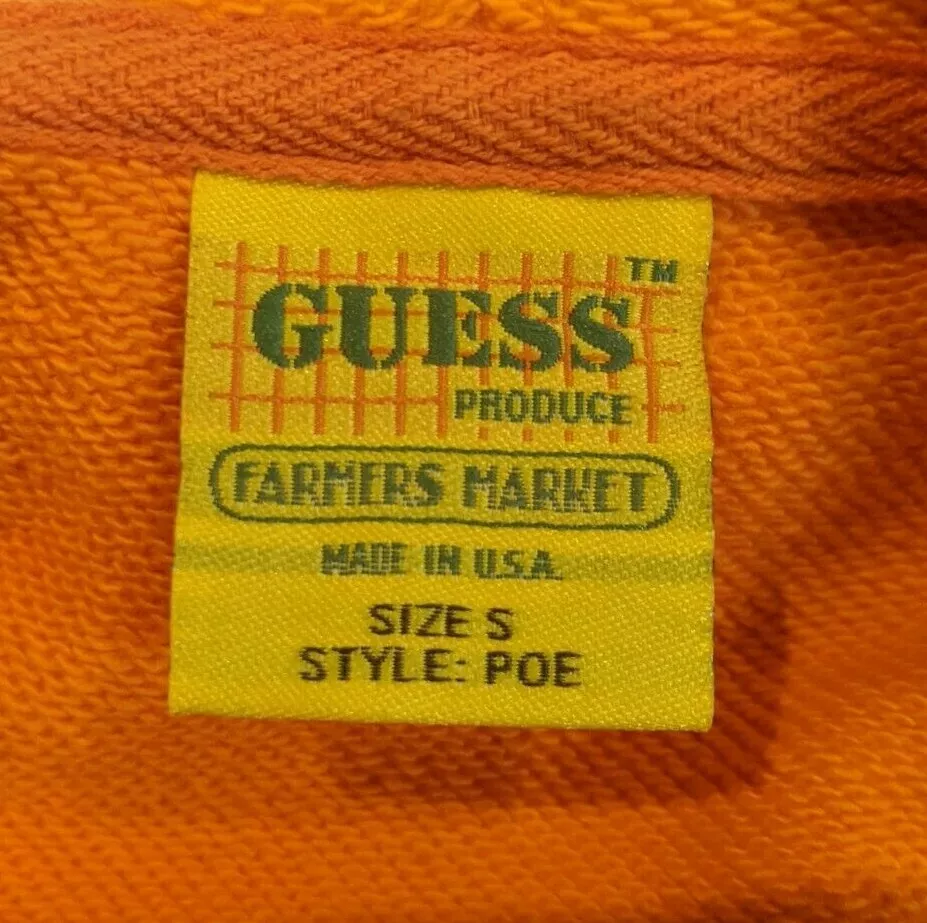 GUESS™
PRODUCE
FARMERS MARKET
MADE IN U.S.A.
SIZE S
STYLE: POE